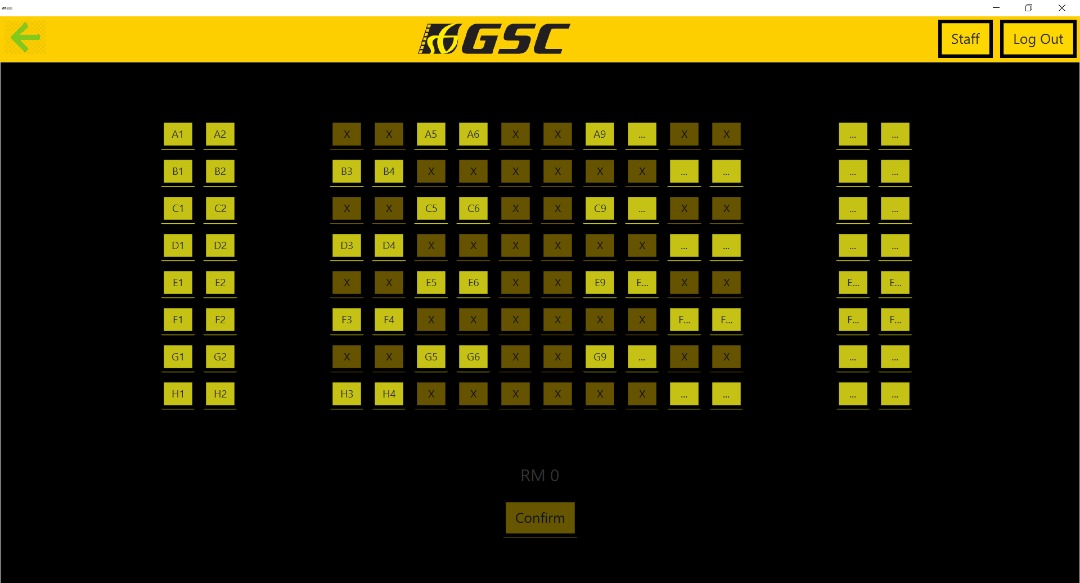 GSC
Staff
Log Out
A1 A2 X X A5 A6 X X A9 ... X X ... ...
B1 B2 B3 B4 X X X X X X ... ... ... ...
C1 C2 X X C5 C6 X X C9 ... X X ... ...
D1 D2 D3 D4 X X X X X X ... ... ... ...
E1 E2 X X E5 E6 X X E9 E... X X E... E...
F1 F2 F3 F4 X X X X X X F... F... F... F...
G1 G2 X X G5 G6 X X G9 ... X X ... ...
H1 H2 H3 H4 X X X X X X ... ... ... ...
RM 0
Confirm